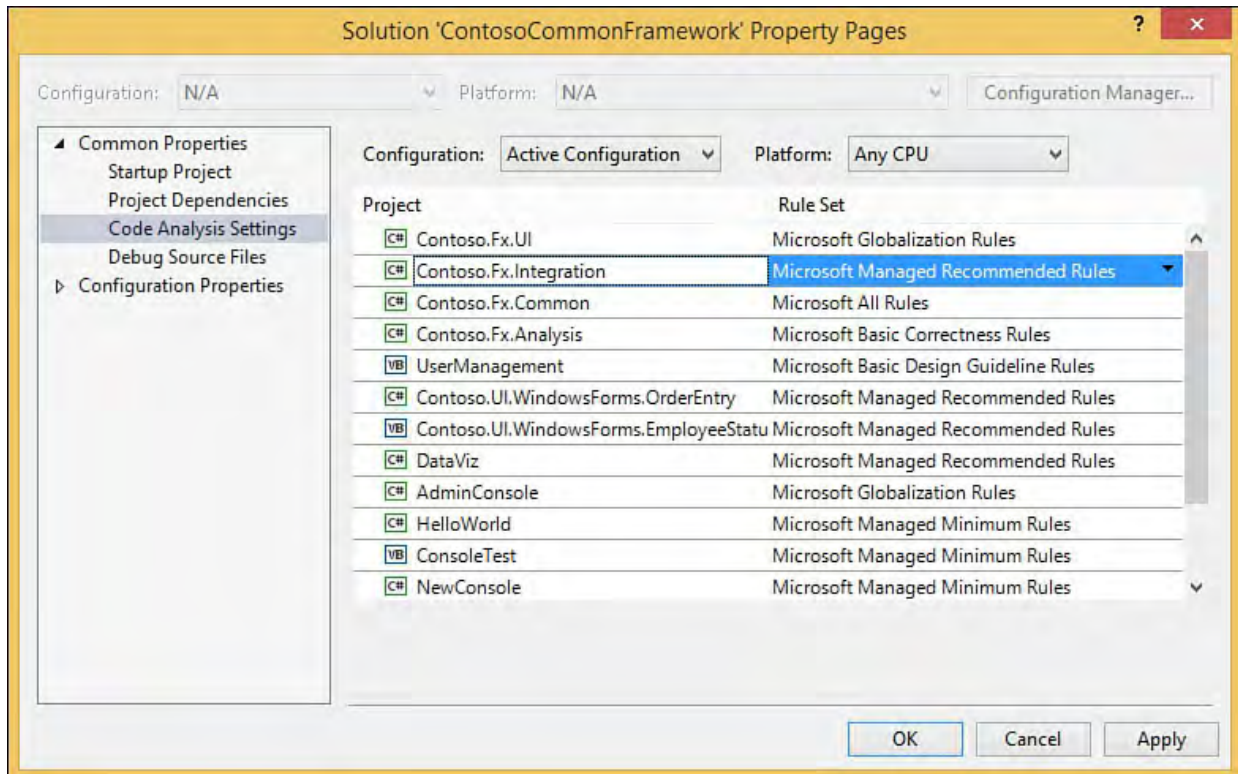 Solution 'ContosoCommonFramework' Property Pages
?
Configuration: N/A Platform: N/A Configuration Manager...
Common Properties
Startup Project
Project Dependencies
Code Analysis Settings
Debug Source Files
Configuration Properties
Configuration: Active Configuration Platform: Any CPU
Project Rule Set
C# Contoso.Fx.UI Microsoft Globalization Rules
C# Contoso.Fx.Integration Microsoft Managed Recommended Rules
C# Contoso.Fx.Common Microsoft All Rules
C# Contoso.Fx.Analysis Microsoft Basic Correctness Rules
VB UserManagement Microsoft Basic Design Guideline Rules
C# Contoso.UI.WindowsForms.OrderEntry Microsoft Managed Recommended Rules
VB Contoso.UI.WindowsForms.EmployeeStatu Microsoft Managed Recommended Rules
C# DataViz Microsoft Managed Recommended Rules
C# AdminConsole Microsoft Globalization Rules
C# HelloWorld Microsoft Managed Minimum Rules
VB ConsoleTest Microsoft Managed Minimum Rules
C# NewConsole Microsoft Managed Minimum Rules
OK Cancel Apply